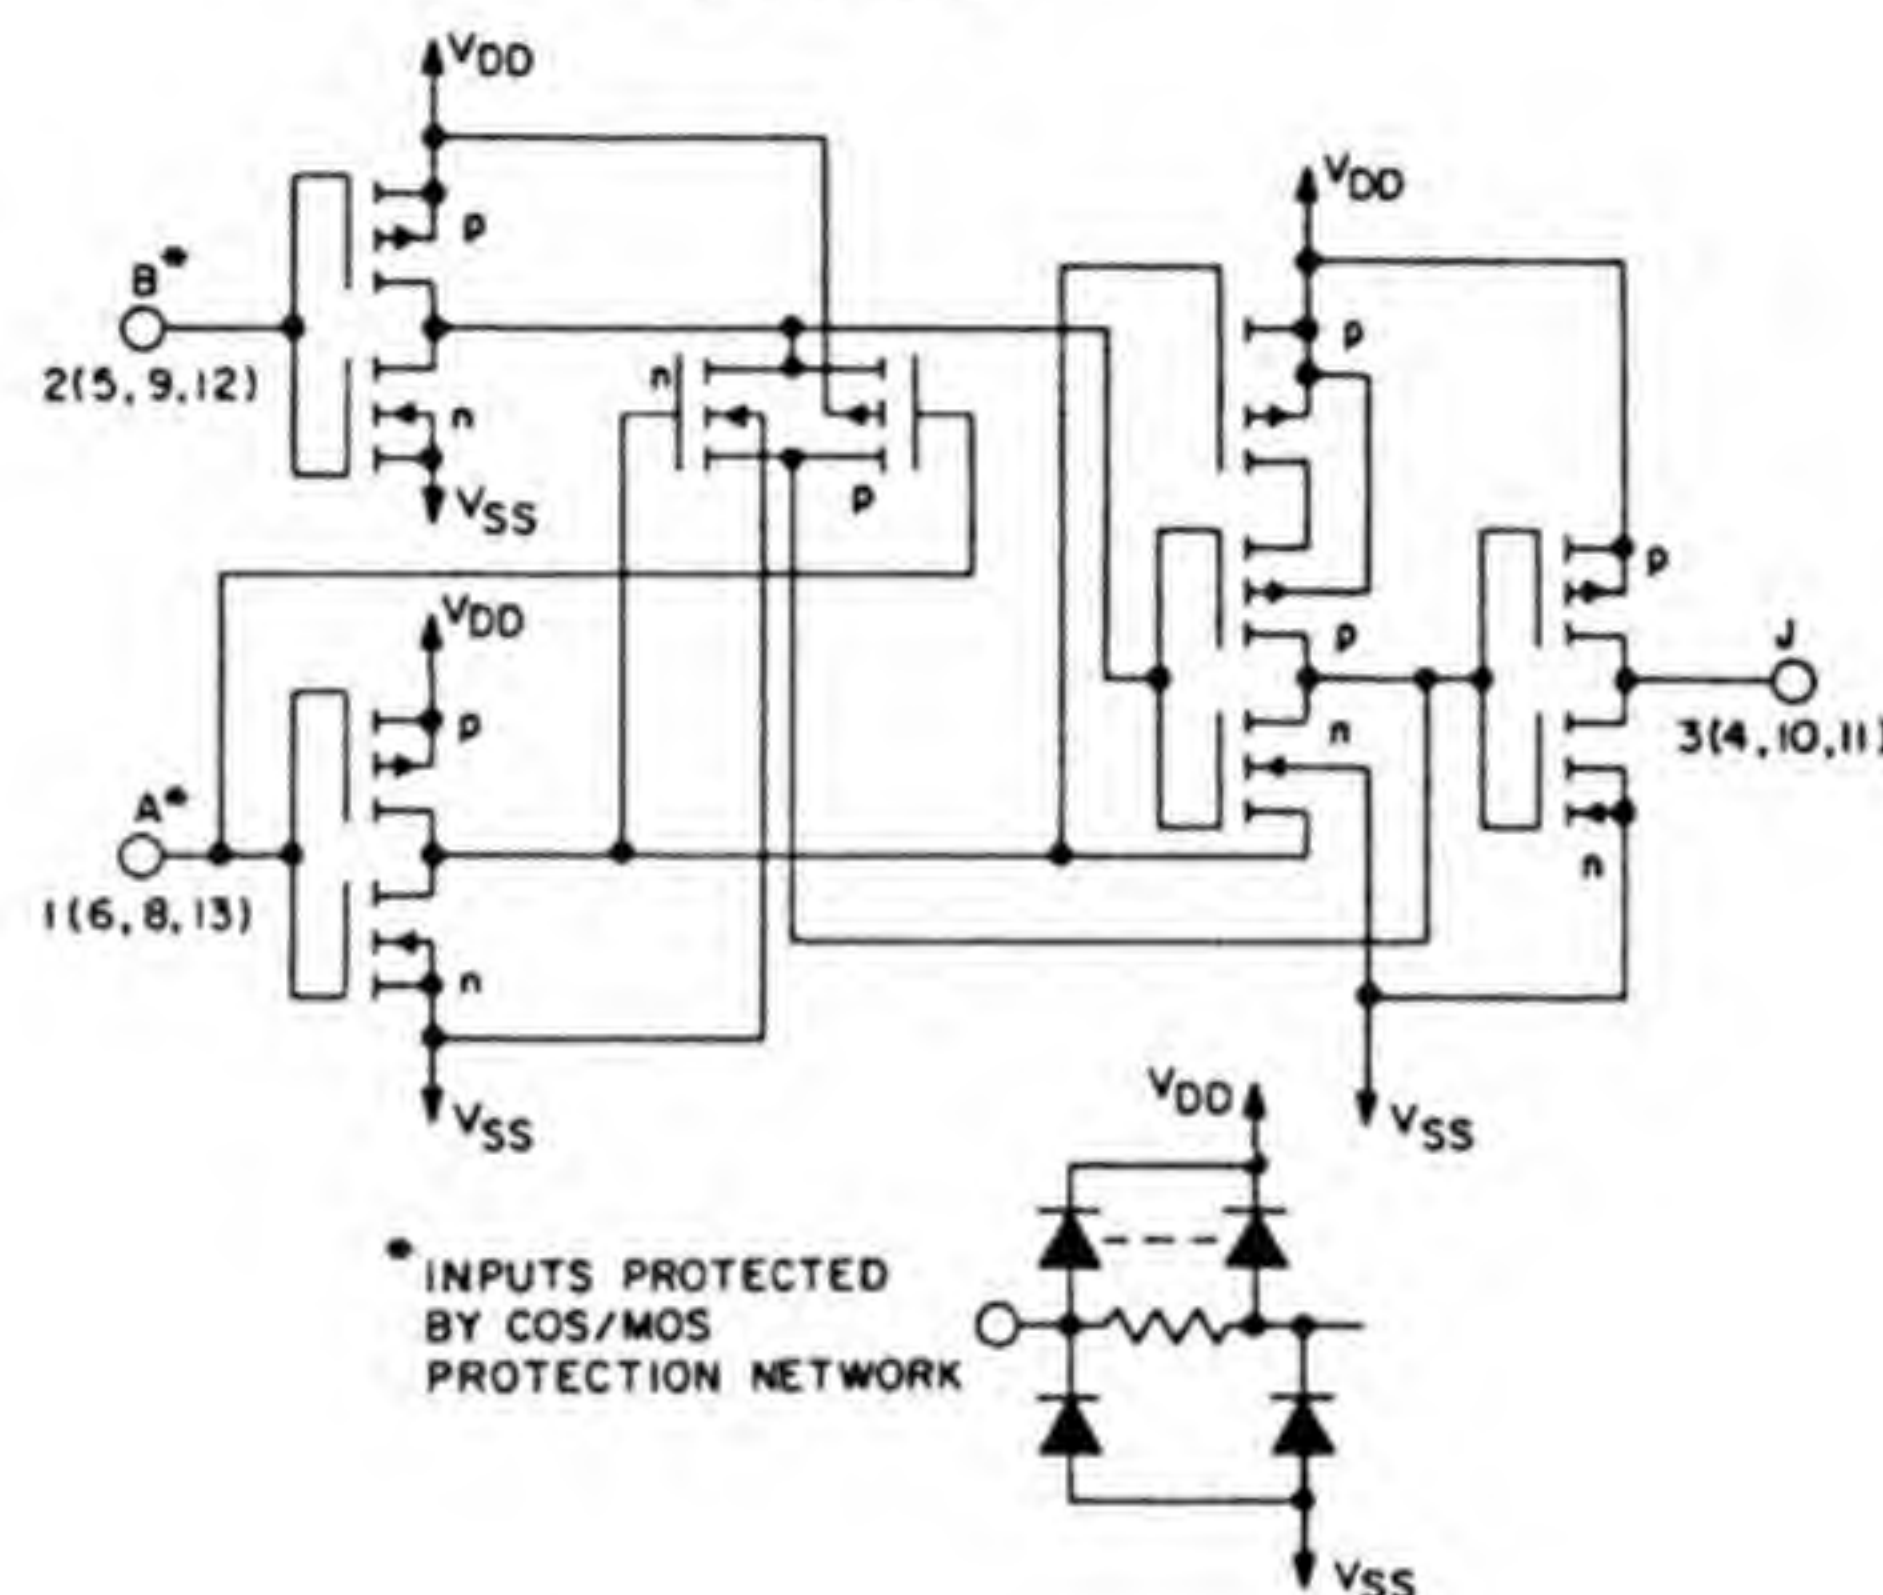 VDD
p
B*
2(5,9,12)
n
VSS
n
p
VDD
p
A*
1(6,8,13)
n
VSS
VDD
p
p
n
p
J
3(4,10,11)
n
VSS
VDD
VSS
* INPUTS PROTECTED
BY COS/MOS
PROTECTION NETWORK